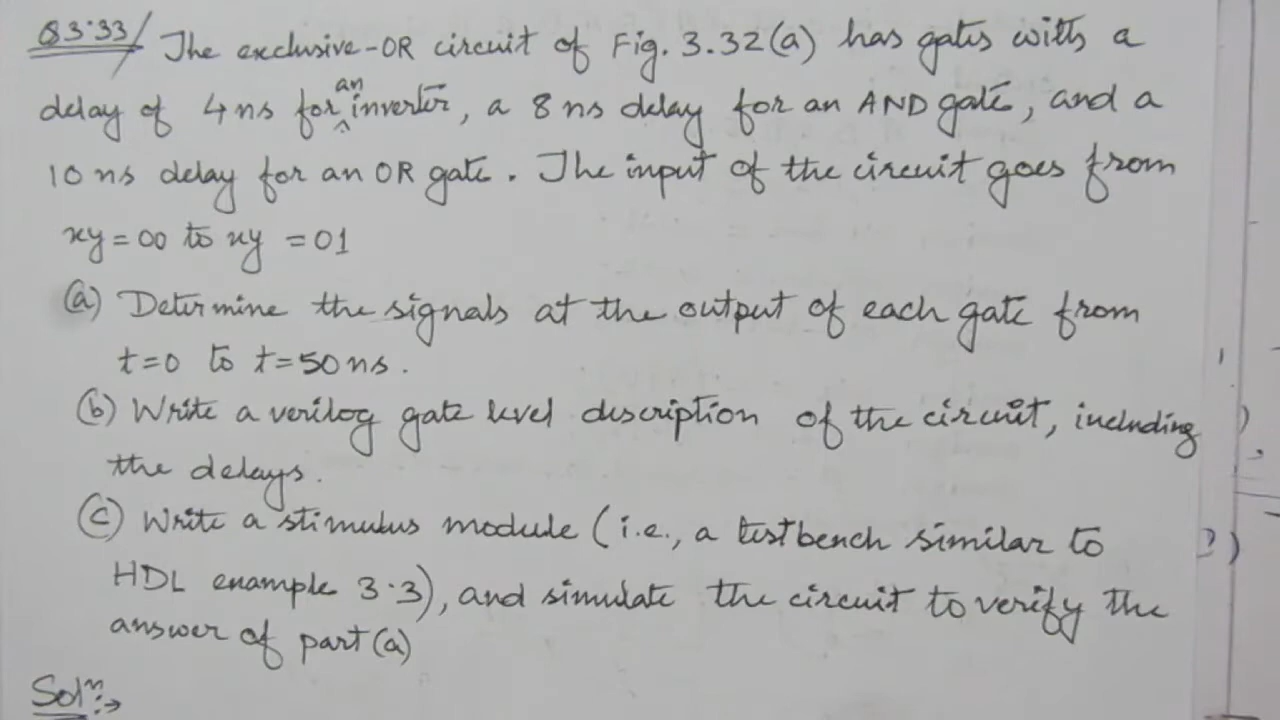 Q3.33/ The exclusive-OR circuit of Fig. 3.32(a) has gates with a
delay of 4ns for an inverter, a 8 ns delay for an AND gate, and a
10 ns delay for an OR gate. The input of the circuit goes from
xy = 00 to xy = 01
(a) Determine the signals at the output of each gate from
t=0 to t=50ns.
(b) Write a verilog gate level description of the circuit, including
the delays.
(c) Write a stimulus module (i.e., a testbench similar to
HDL example 3.3), and simulate the circuit to verify the
answer of part (a)
Solⁿ:→